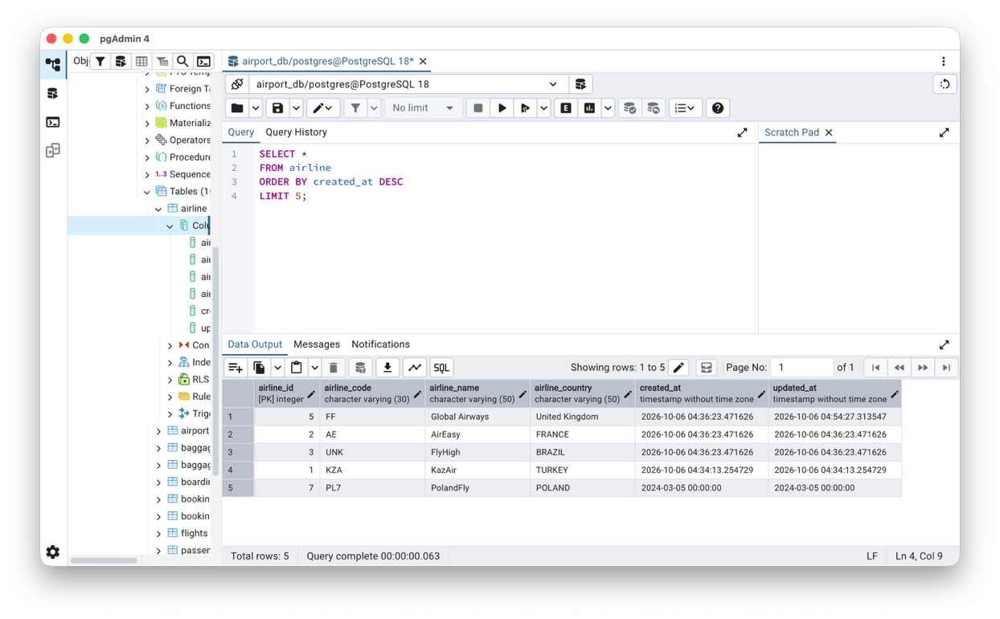 pgAdmin 4
Obj
airport_db/postgres@PostgreSQL 18*
airport_db/postgres@PostgreSQL 18
No limit
E
Query
Query History
Scratch Pad
1 SELECT *
2 FROM airline
3 ORDER BY created_at DESC
4 LIMIT 5;
Foreign Ta
Functions
Materializ
Operators
Procedure
1..3 Sequence
Tables (10
airline
Colu
air
air
air
air
cre
up
Con
Inde
RLS
Rule
Trig
airport
baggag
baggag
boardin
bookin
bookin
flights
passen
Data Output
Messages
Notifications
SQL
Showing rows: 1 to 5
Page No: 1 of 1
airline_id airline_code airline_name airline_country created_at updated_at
[PK] integer character varying (30) character varying (50) character varying (50) timestamp without time zone timestamp without time zone
1 5 FF Global Airways United Kingdom 2026-10-06 04:36:23.471626 2026-10-06 04:54:27.313547
2 2 AE AirEasy FRANCE 2026-10-06 04:36:23.471626 2026-10-06 04:36:23.471626
3 3 UNK FlyHigh BRAZIL 2026-10-06 04:36:23.471626 2026-10-06 04:36:23.471626
4 1 KZA KazAir TURKEY 2026-10-06 04:34:13.254729 2026-10-06 04:34:13.254729
5 7 PL7 PolandFly POLAND 2024-03-05 00:00:00 2024-03-05 00:00:00
Total rows: 5
Query complete 00:00:00.063
LF
Ln 4, Col 9